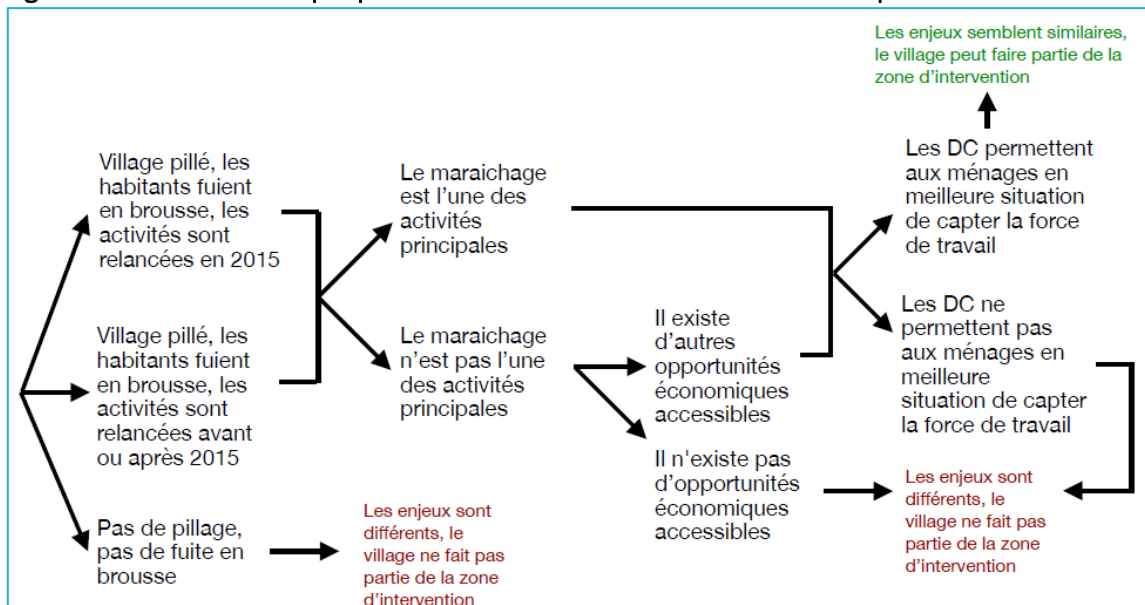 Les enjeux semblent similaires,
le village peut faire partie de la
zone d'intervention
Village pillé, les
habitants fuient
en brousse, les
activités sont
relancées en 2015
Le maraichage
est l'une des
activités
principales
Les DC permettent
aux ménages en
meilleure situation
de capter la force
de travail
Village pillé, les
habitants fuient
en brousse, les
activités sont
relancées avant
ou après 2015
Le maraichage
n'est pas l'une
des activités
principales
Il existe
d'autres
opportunités
économiques
accessibles
Les DC ne
permettent pas
aux ménages en
meilleure
situation de capter
la force de travail
Il n'existe pas
d'opportunités
économiques
accessibles
Les enjeux sont
différents, le
village ne fait pas
partie de la zone
d'intervention
Pas de pillage,
pas de fuite en
brousse
Les enjeux sont
différents, le
village ne fait pas
partie de la zone
d'intervention